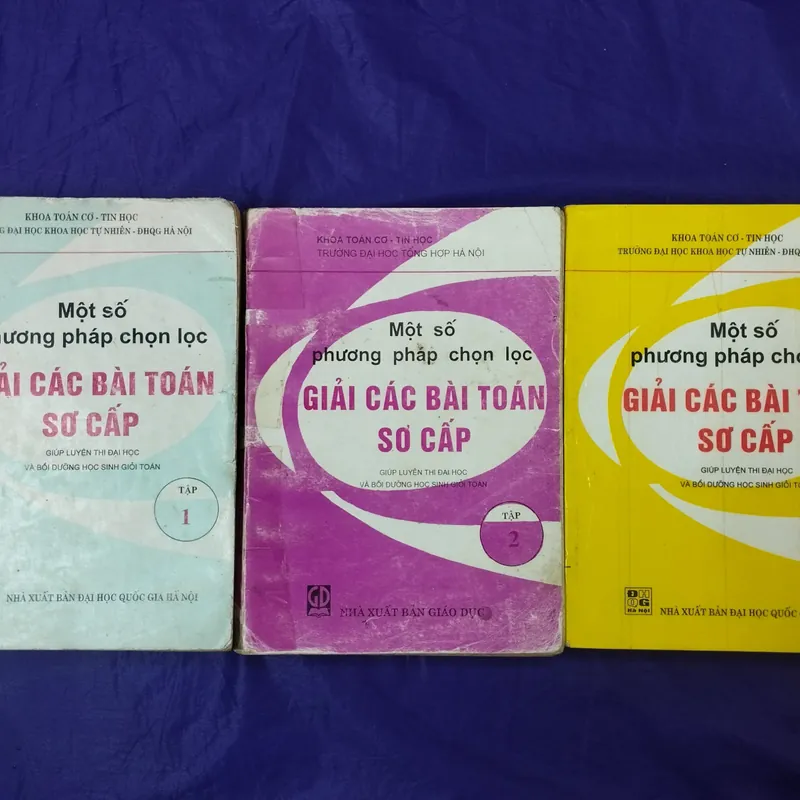 KHOA TOÁN CƠ - TIN HỌC
ĐẠI HỌC KHOA HỌC TỰ NHIÊN - ĐHQG HÀ NỘI
Một số
pháp chọn lọc
CÁC BÀI TOÁN
SƠ CẤP
GIÚP LUYỆN THI ĐẠI HỌC
VÀ BỒI DƯỠNG HỌC SINH GIỎI TOÁN
TẬP
1
NHÀ XUẤT BẢN ĐẠI HỌC QUỐC GIA HÀ NỘI
KHOA TOÁN CƠ - TIN HỌC
TRƯỜNG ĐẠI HỌC TỔNG HỢP HÀ NỘI
Một số
phương pháp chọn lọc
GIẢI CÁC BÀI TOÁN
SƠ CẤP
GIÚP LUYỆN THI ĐẠI HỌC
VÀ BỒI DƯỠNG HỌC SINH GIỎI TOÁN
TẬP
2
GD
NHÀ XUẤT BẢN GIÁO DỤC
KHOA TOÁN CƠ - TIN HỌC
TRƯỜNG ĐẠI HỌC KHOA HỌC TỰ NHIÊN - ĐHQ
Một số
phương pháp
GIẢI CÁC BÀI
SƠ CẤP
GIÚP LUYỆN THI ĐẠI HỌC
VÀ BỒI DƯỠNG HỌC SINH GIỎI
Hà Nội
NHÀ XUẤT BẢN ĐẠI HỌC QUỐC